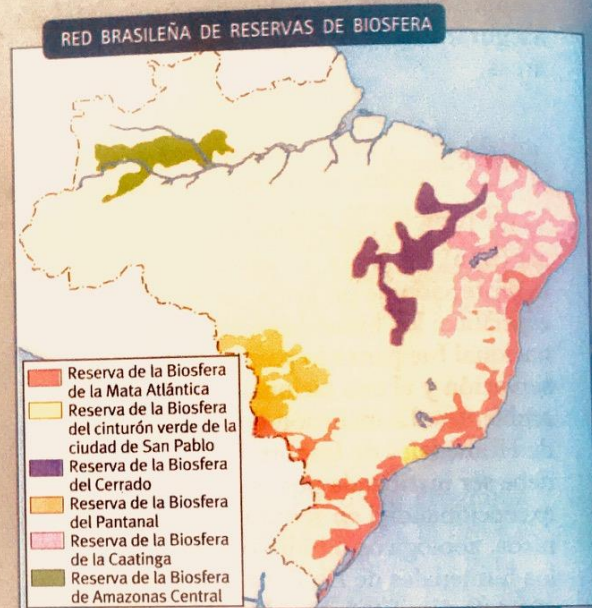 RED BRASILEÑA DE RESERVAS DE BIOSFERA
Reserva de la Biosfera
de la Mata Atlántica
Reserva de la Biosfera
del cinturón verde de la
ciudad de San Pablo
Reserva de la Biosfera
del Cerrado
Reserva de la Biosfera
del Pantanal
Reserva de la Biosfera
de la Caatinga
Reserva de la Biosfera
de Amazonas Central